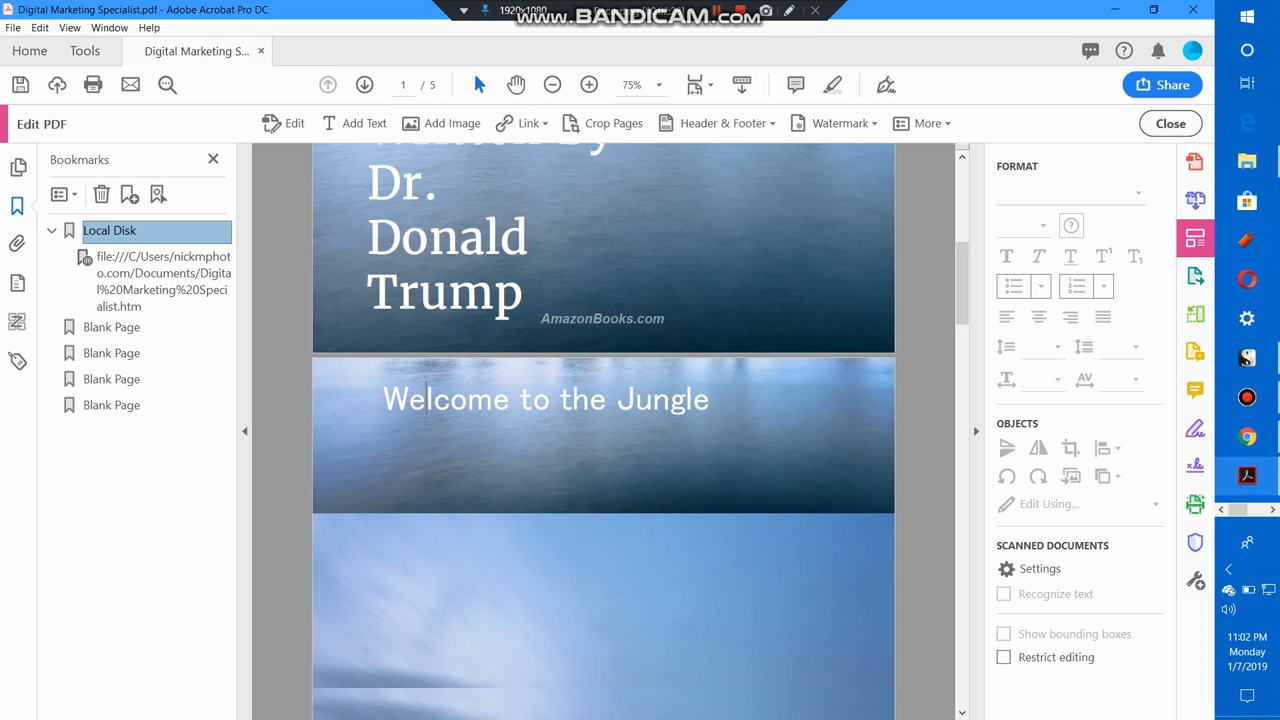 Digital Marketing Specialist.pdf - Adobe Acrobat Pro DC
1920×1080
www.BANDICAM.com
File Edit View Window Help
Home Tools Digital Marketing S... ×
1 / 5 75% Share
Edit PDF Edit Add Text Add Image Link Crop Pages Header & Footer Watermark More Close
Bookmarks
Local Disk
file:///C:/Users/nickmphot
o.com/Documents/Digita
l%20Marketing%20Speci
alist.htm
Blank Page
Blank Page
Blank Page
Blank Page
Dr.
Donald
Trump
AmazonBooks.com
Welcome to the Jungle
FORMAT
OBJECTS
Edit Using...
SCANNED DOCUMENTS
Settings
Recognize text
Show bounding boxes
Restrict editing
11:02 PM
Monday
1/7/2019